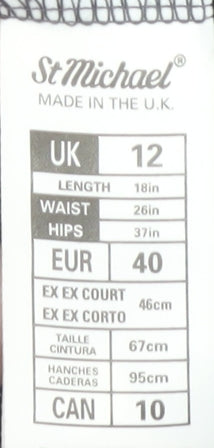 St Michael®
MADE IN THE U.K.
UK 12
LENGTH 18in
WAIST 26in
HIPS 37in
EUR 40
EX EX COURT
EX EX CORTO 46cm
TAILLE
CINTURA 67cm
HANCHES
CADERAS 95cm
CAN 10